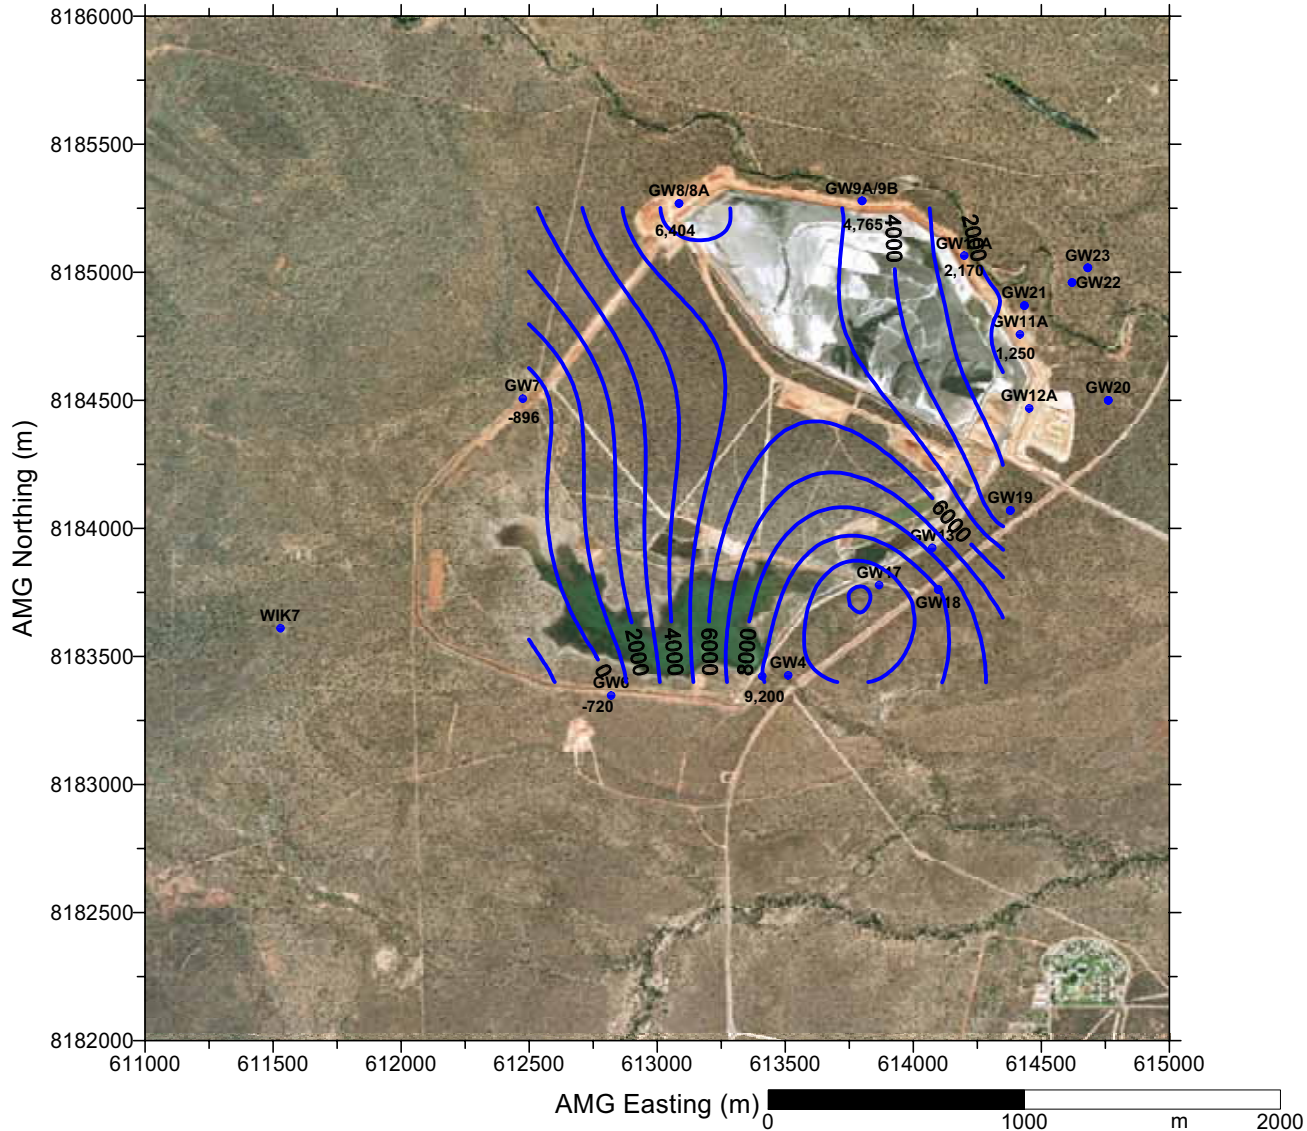 8186000
8185500
8185000
8184500
8184000
8183500
8183000
8182500
8182000
AMG Northing (m)
611000 611500 612000 612500 613000 613500 614000 614500 615000
AMG Easting (m)
0 1000 m 2000
GW8/8A
6,404
GW9A/9B
4,765
4000
2000
GW10A
2,170
GW23
GW22
GW21
GW11A
1,250
GW7
-896
GW12A
GW20
GW19
6000
GW13
GW17
GW18
WIK7
0
2000
4000
6000
8000
GW4
GW6
-720
9,200